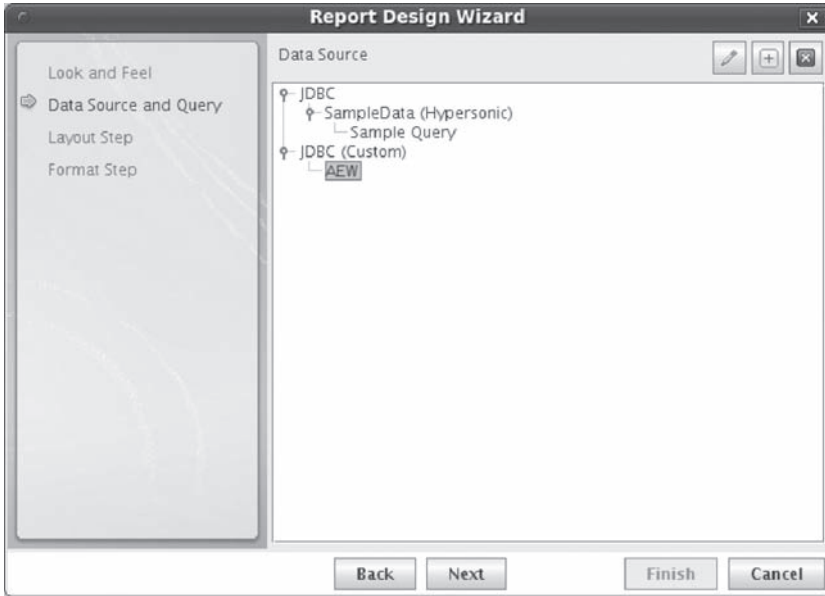 Report Design Wizard
Look and Feel
Data Source and Query
Layout Step
Format Step
Data Source
JDBC
SampleData (Hypersonic)
Sample Query
JDBC (Custom)
AEW
Back
Next
Finish
Cancel